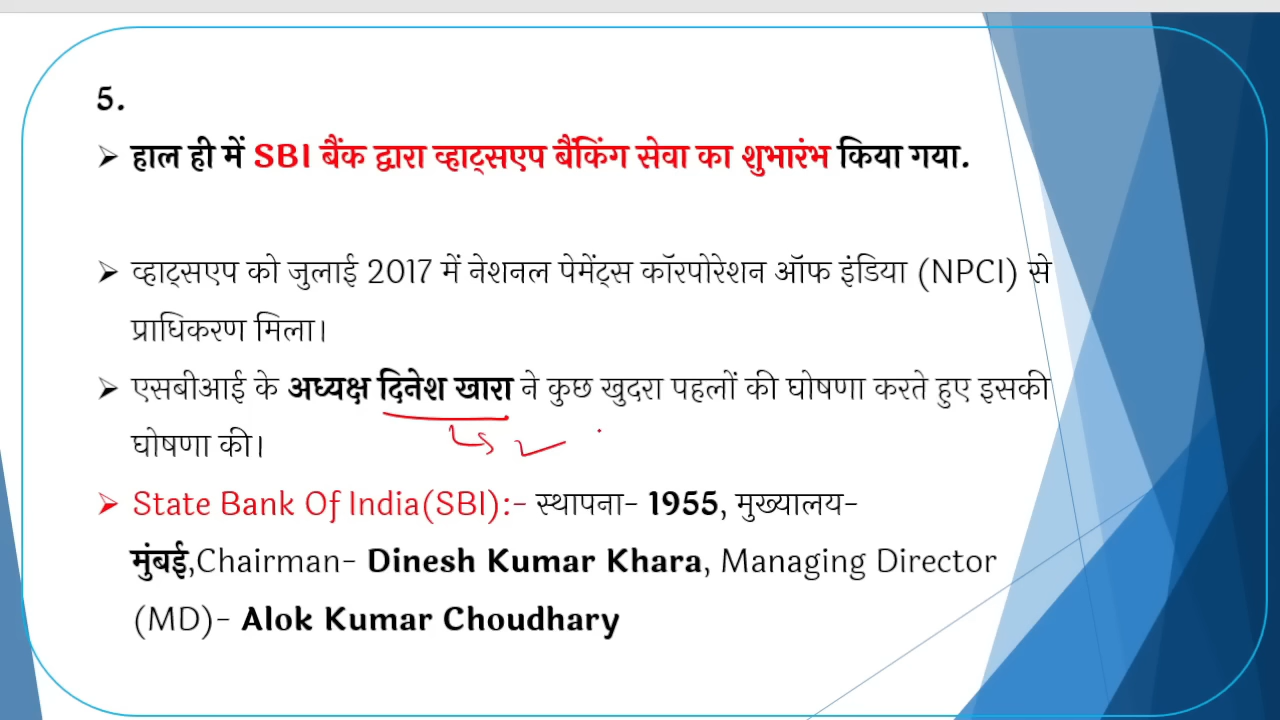 5.
➢ हाल ही में SBI बैंक द्वारा व्हाट्सएप बैंकिंग सेवा का शुभारंभ किया गया.
➢ व्हाट्सएप को जुलाई 2017 में नेशनल पेमेंट्स कॉरपोरेशन ऑफ इंडिया (NPCI) से
प्राधिकरण मिला।
➢ एसबीआई के अध्यक्ष दिनेश खारा ने कुछ खुदरा पहलों की घोषणा करते हुए इसकी
घोषणा की।
➢ State Bank Of India(SBI):- स्थापना- 1955, मुख्यालय-
मुंबई,Chairman- Dinesh Kumar Khara, Managing Director
(MD)- Alok Kumar Choudhary